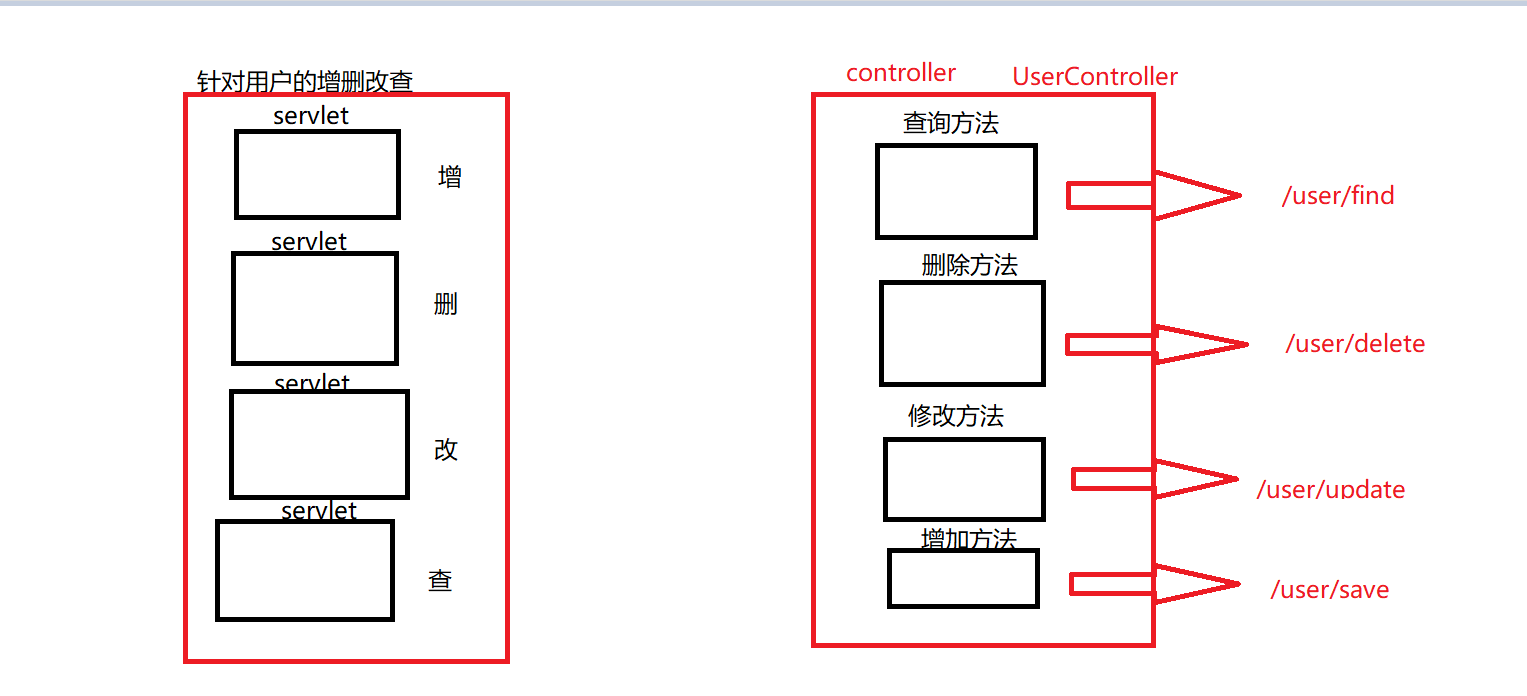 针对用户的增删改查
servlet
增
servlet
删
servlet
改
servlet
查
controller
UserController
查询方法
/user/find
删除方法
/user/delete
修改方法
/user/update
增加方法
/user/save